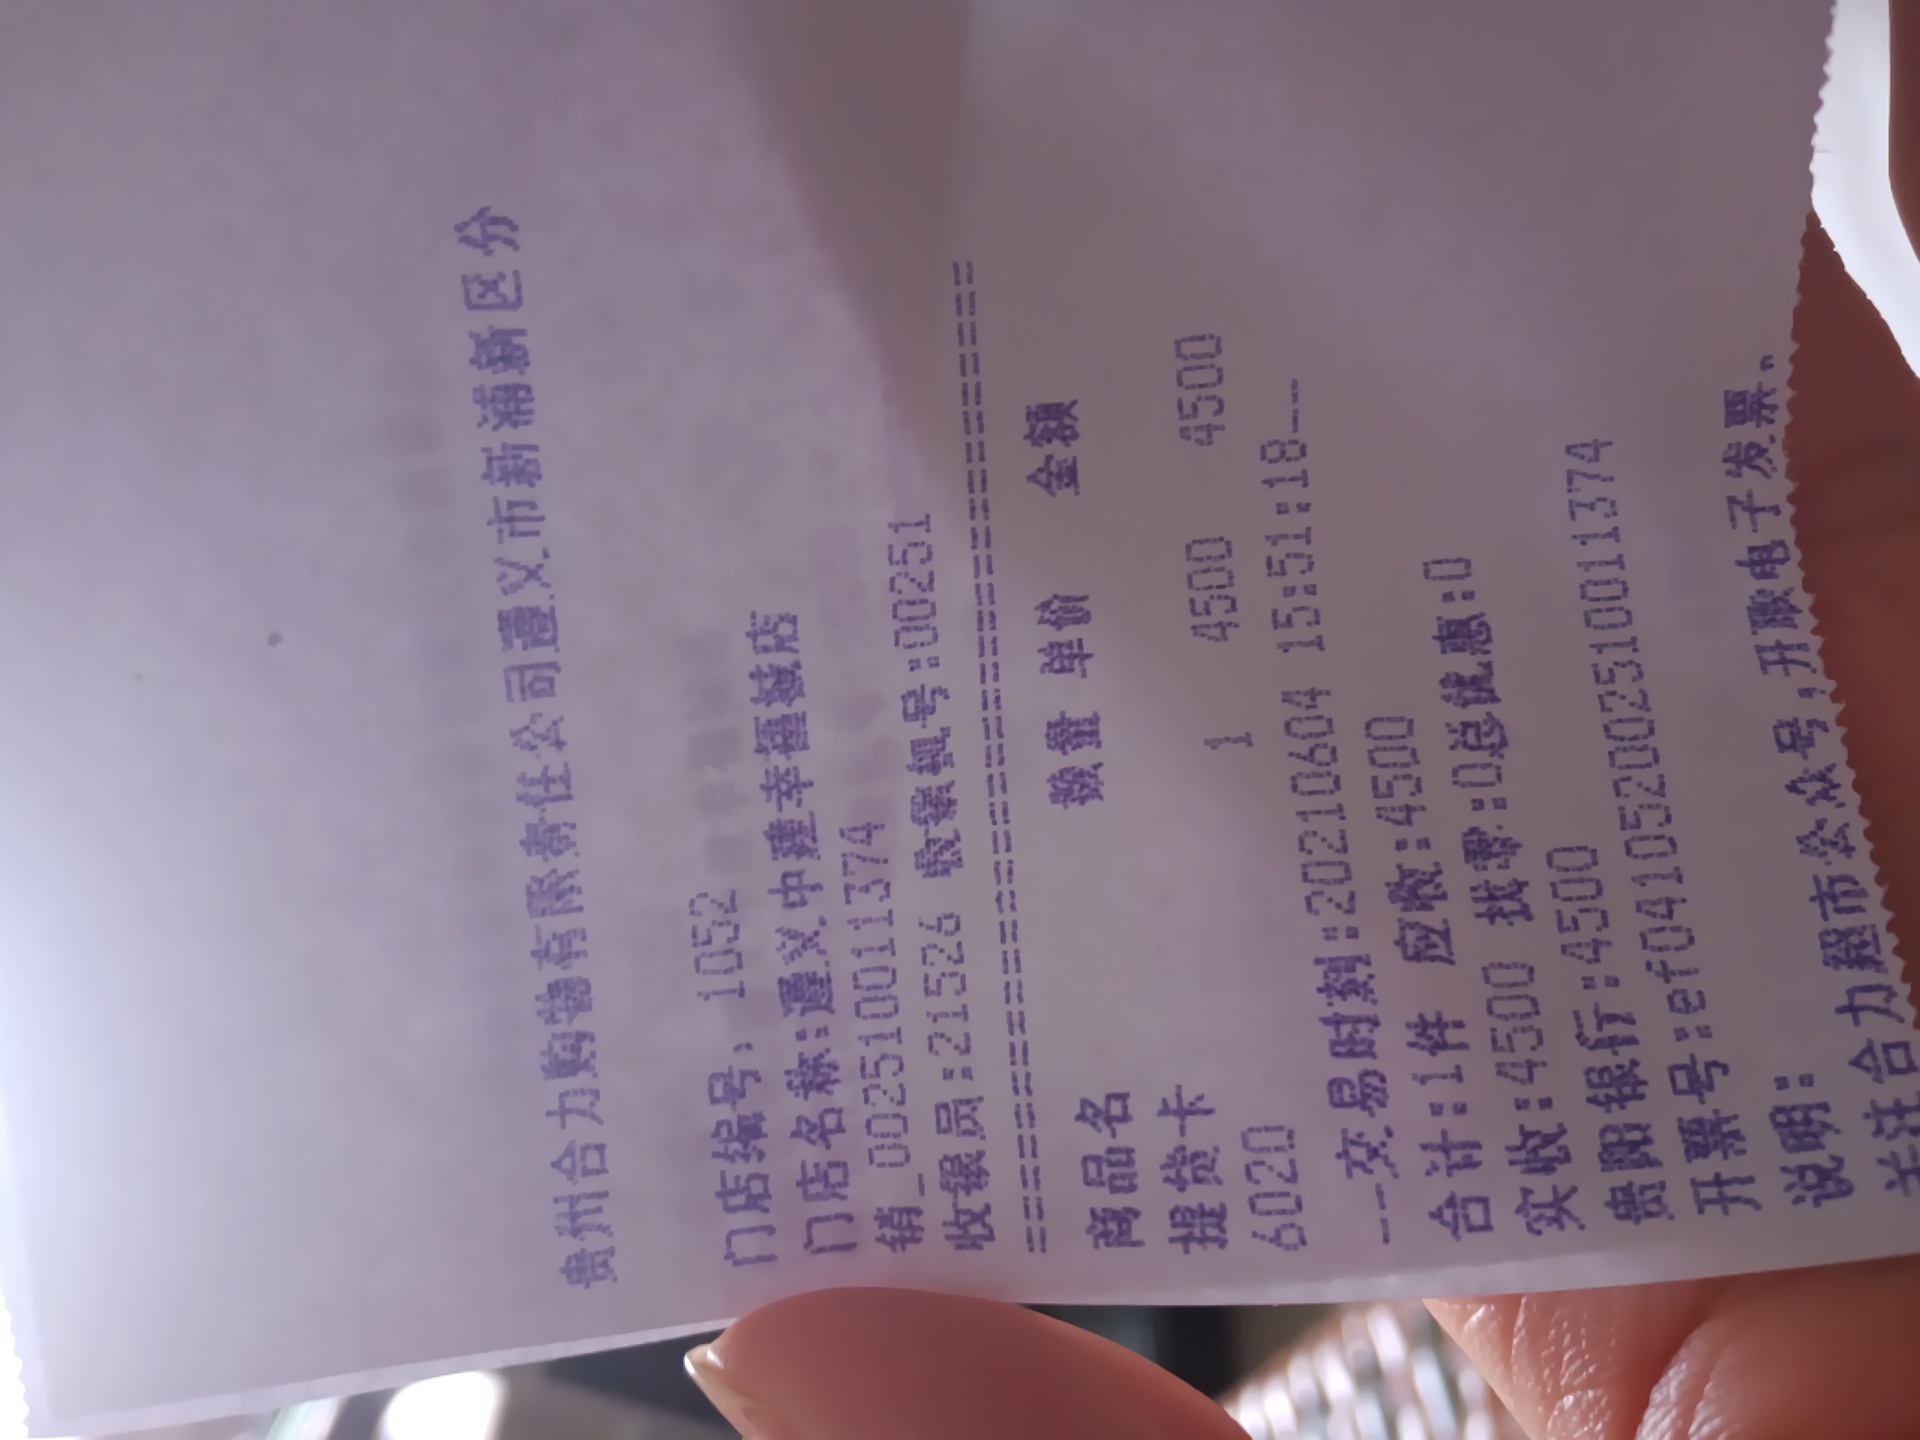 贵州合力购物有限责任公司遵义市新浦新区分
门店编号: 1052
门店名称:遵义中建幸福城店
销_002510011374
收银员:21526 收银机号:00251
========================================
商品名 数量 单价 金额
提货卡
6020 1 4500 4500
---交易时刻:20210604 15:51:18---
合计:1件 应收:4500
实收:4500 找零:0总优惠:0
贵阳银行:4500
开票号:ef04105200251 0011374
说明:
关注合力超市公众号,开取电子发票。